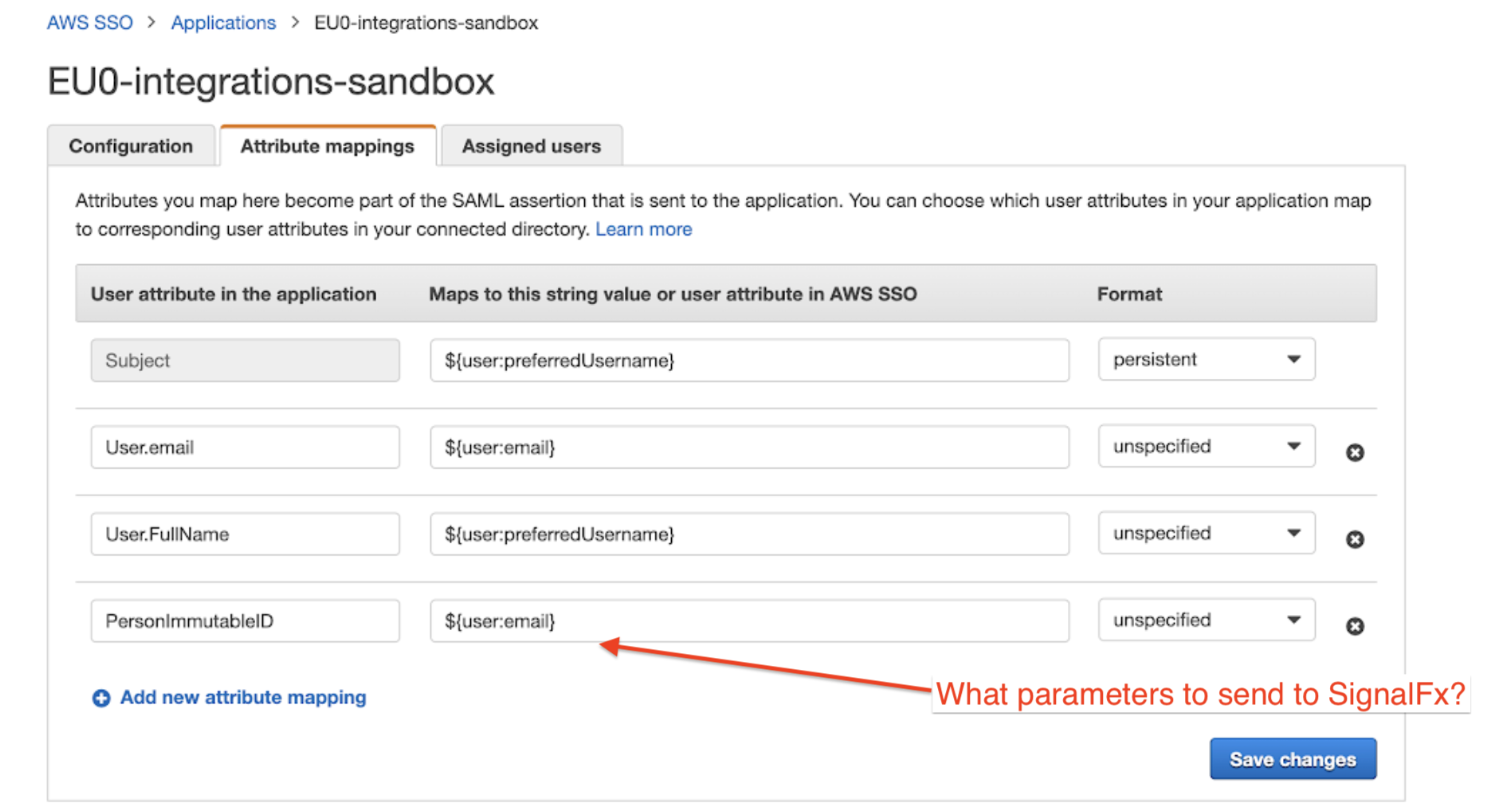 AWS SSO > Applications > EU0-integrations-sandbox
EU0-integrations-sandbox
Configuration Attribute mappings Assigned users
Attributes you map here become part of the SAML assertion that is sent to the application. You can choose which user attributes in your application map
to corresponding user attributes in your connected directory. Learn more
User attribute in the application Maps to this string value or user attribute in AWS SSO Format
Subject ${user:preferredUsername} persistent
User.email ${user:email} unspecified
User.FullName ${user:preferredUsername} unspecified
PersonImmutableID ${user:email} unspecified
Add new attribute mapping
What parameters to send to SignalFx?
Save changes